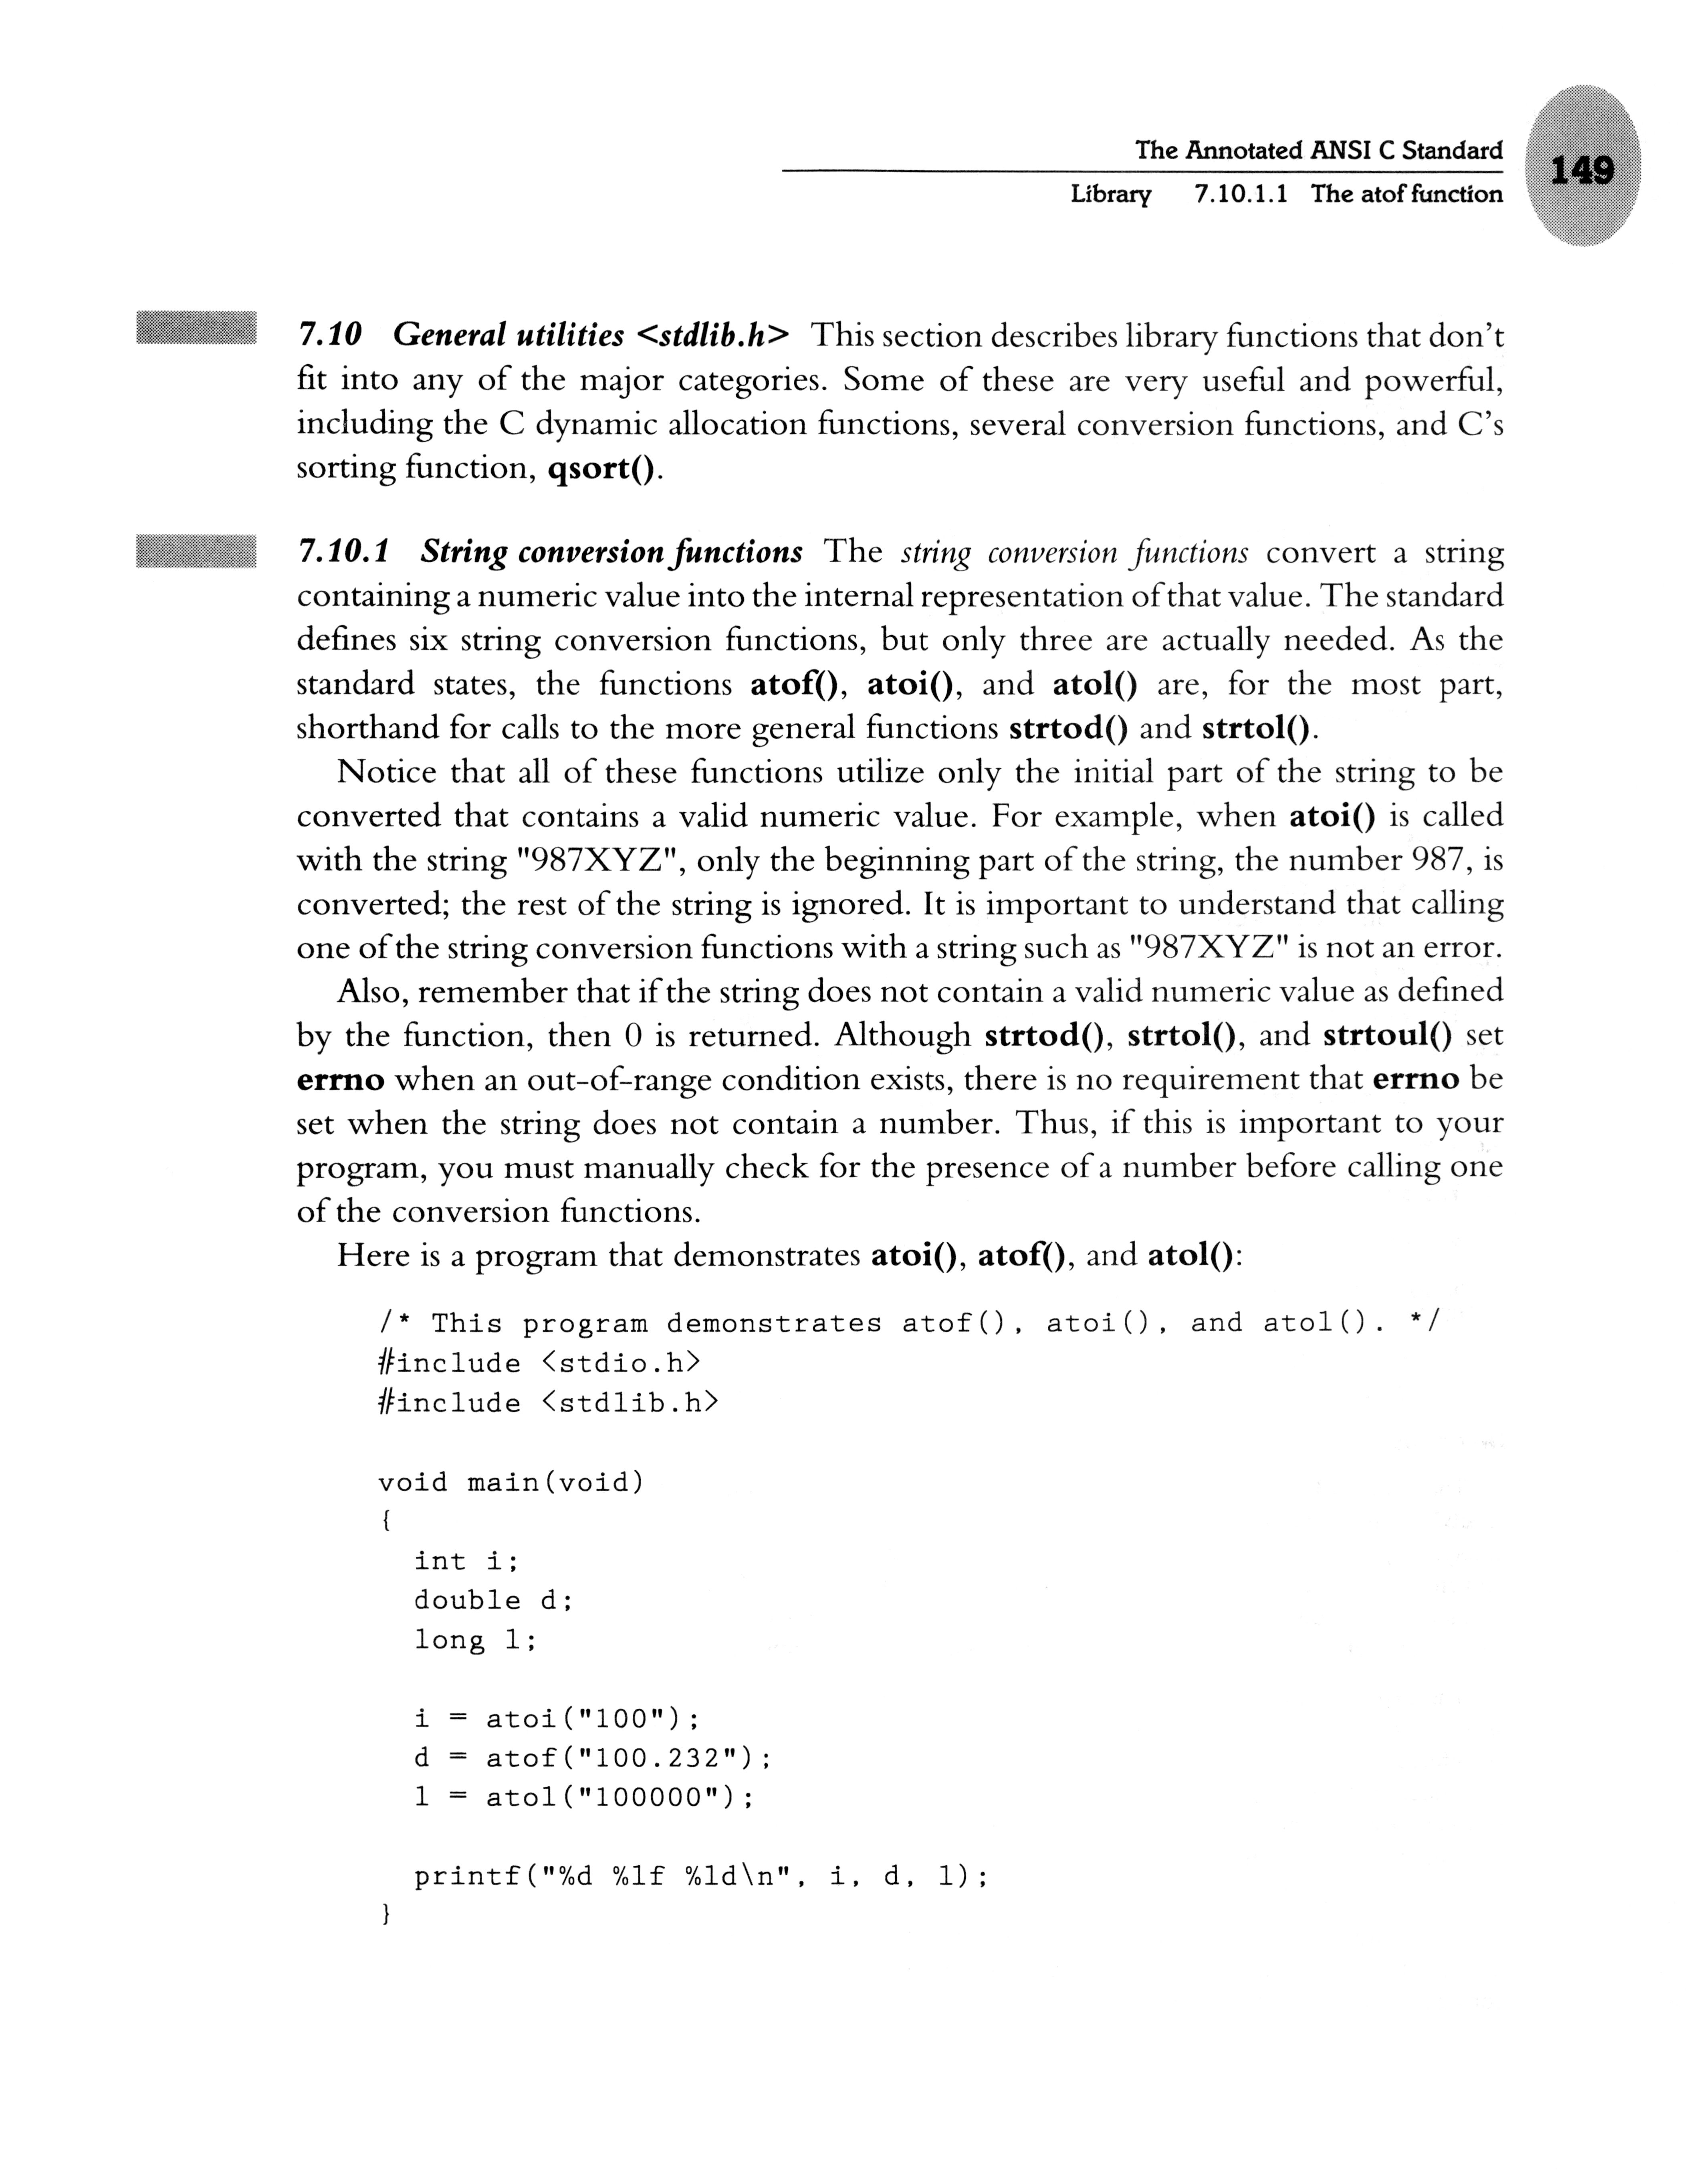 The Annotated ANSI C Standard
149
Library 7.10.1.1 The atof function
7.10 General utilities <stdlib.h> This section describes library functions that don't
fit into any of the major categories. Some of these are very useful and powerful,
including the C dynamic allocation functions, several conversion functions, and C's
sorting function, qsort().
7.10.1 String conversion functions The string conversion functions convert a string
containing a numeric value into the internal representation of that value. The standard
defines six string conversion functions, but only three are actually needed. As the
standard states, the functions atof(), atoi(), and atol() are, for the most part,
shorthand for calls to the more general functions strtod() and strtol().
Notice that all of these functions utilize only the initial part of the string to be
converted that contains a valid numeric value. For example, when atoi() is called
with the string "987XYZ", only the beginning part of the string, the number 987, is
converted; the rest of the string is ignored. It is important to understand that calling
one of the string conversion functions with a string such as "987XYZ" is not an error.
Also, remember that if the string does not contain a valid numeric value as defined
by the function, then 0 is returned. Although strtod(), strtol(), and strtoul() set
errno when an out-of-range condition exists, there is no requirement that errno be
set when the string does not contain a number. Thus, if this is important to your
program, you must manually check for the presence of a number before calling one
of the conversion functions.
Here is a program that demonstrates atoi(), atof(), and atol():
/* This program demonstrates atof(), atoi(), and atol(). */
#include <stdio.h>
#include <stdlib.h>
void main(void)
{
int i;
double d;
long l;
i = atoi("100");
d = atof("100.232");
l = atol("100000");
printf("%d %lf %ld\n", i, d, l);
}